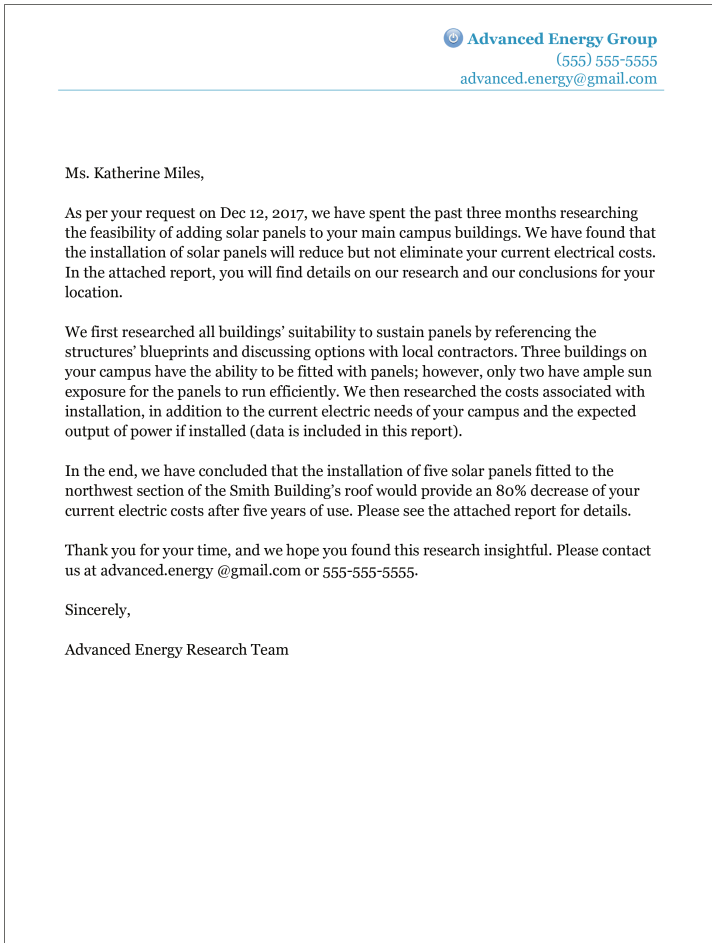 Advanced Energy Group
(555) 555-5555
advanced.energy@gmail.com
Ms. Katherine Miles,
As per your request on Dec 12, 2017, we have spent the past three months researching
the feasibility of adding solar panels to your main campus buildings. We have found that
the installation of solar panels will reduce but not eliminate your current electrical costs.
In the attached report, you will find details on our research and our conclusions for your
location.
We first researched all buildings’ suitability to sustain panels by referencing the
structures’ blueprints and discussing options with local contractors. Three buildings on
your campus have the ability to be fitted with panels; however, only two have ample sun
exposure for the panels to run efficiently. We then researched the costs associated with
installation, in addition to the current electric needs of your campus and the expected
output of power if installed (data is included in this report).
In the end, we have concluded that the installation of five solar panels fitted to the
northwest section of the Smith Building’s roof would provide an 80% decrease of your
current electric costs after five years of use. Please see the attached report for details.
Thank you for your time, and we hope you found this research insightful. Please contact
us at advanced.energy @gmail.com or 555-555-5555.
Sincerely,
Advanced Energy Research Team